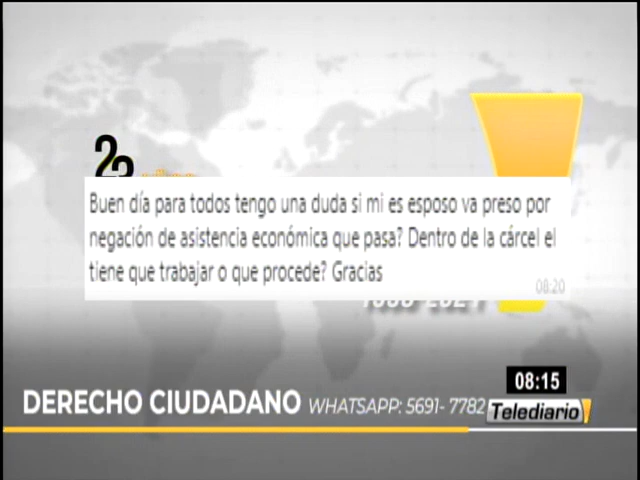 Buen día para todos tengo una duda si mi es esposo va preso por
negación de asistencia económica que pasa? Dentro de la cárcel el
tiene que trabajar o que procede? Gracias
08:20
08:15
DERECHO CIUDADANO WHATSAPP: 5691- 7782
Telediario